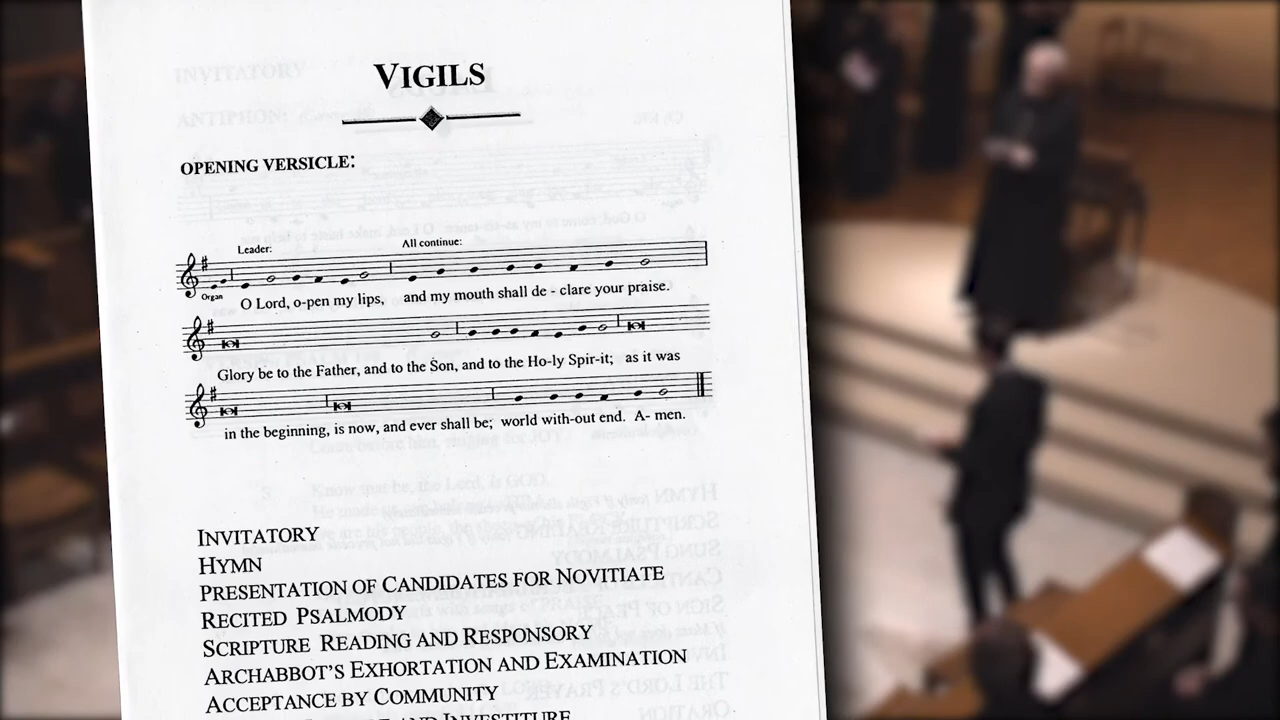 VIGILS
OPENING VERSICLE:
Leader: All continue:
Organ
O Lord, o-pen my lips, and my mouth shall de - clare your praise.
Glory be to the Father, and to the Son, and to the Ho-ly Spir-it; as it was
in the beginning, is now, and ever shall be; world with-out end. A- men.
INVITATORY
HYMN
PRESENTATION OF CANDIDATES FOR NOVITIATE
RECITED PSALMODY
SCRIPTURE READING AND RESPONSORY
ARCHABBOT'S EXHORTATION AND EXAMINATION
ACCEPTANCE BY COMMUNITY
AND INVESTITURE